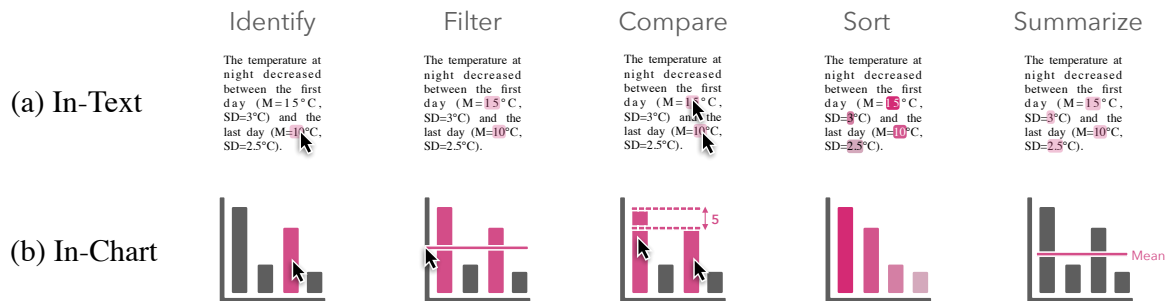 Identify
Filter
Compare
Sort
Summarize
(a) In-Text
The temperature at
night decreased
between the first
day (M=15°C,
SD=3°C) and the
last day (M=10°C,
SD=2.5°C).
The temperature at
night decreased
between the first
day (M=15°C,
SD=3°C) and the
last day (M=10°C,
SD=2.5°C).
The temperature at
night decreased
between the first
day (M=15°C,
SD=3°C) and the
last day (M=10°C,
SD=2.5°C).
The temperature at
night decreased
between the first
day (M=15°C,
SD=3°C) and the
last day (M=10°C,
SD=2.5°C).
The temperature at
night decreased
between the first
day (M=15°C,
SD=3°C) and the
last day (M=10°C,
SD=2.5°C).
(b) In-Chart
5
Mean